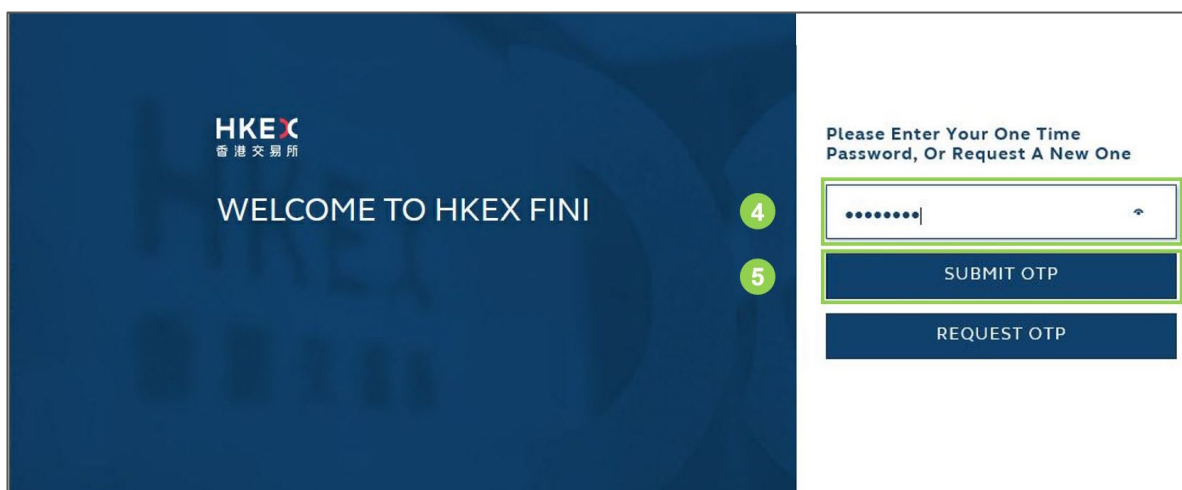 HKEX
香港交易所
WELCOME TO HKEX FINI
Please Enter Your One Time
Password, Or Request A New One
4
••••••••
5
SUBMIT OTP
REQUEST OTP
HKEX